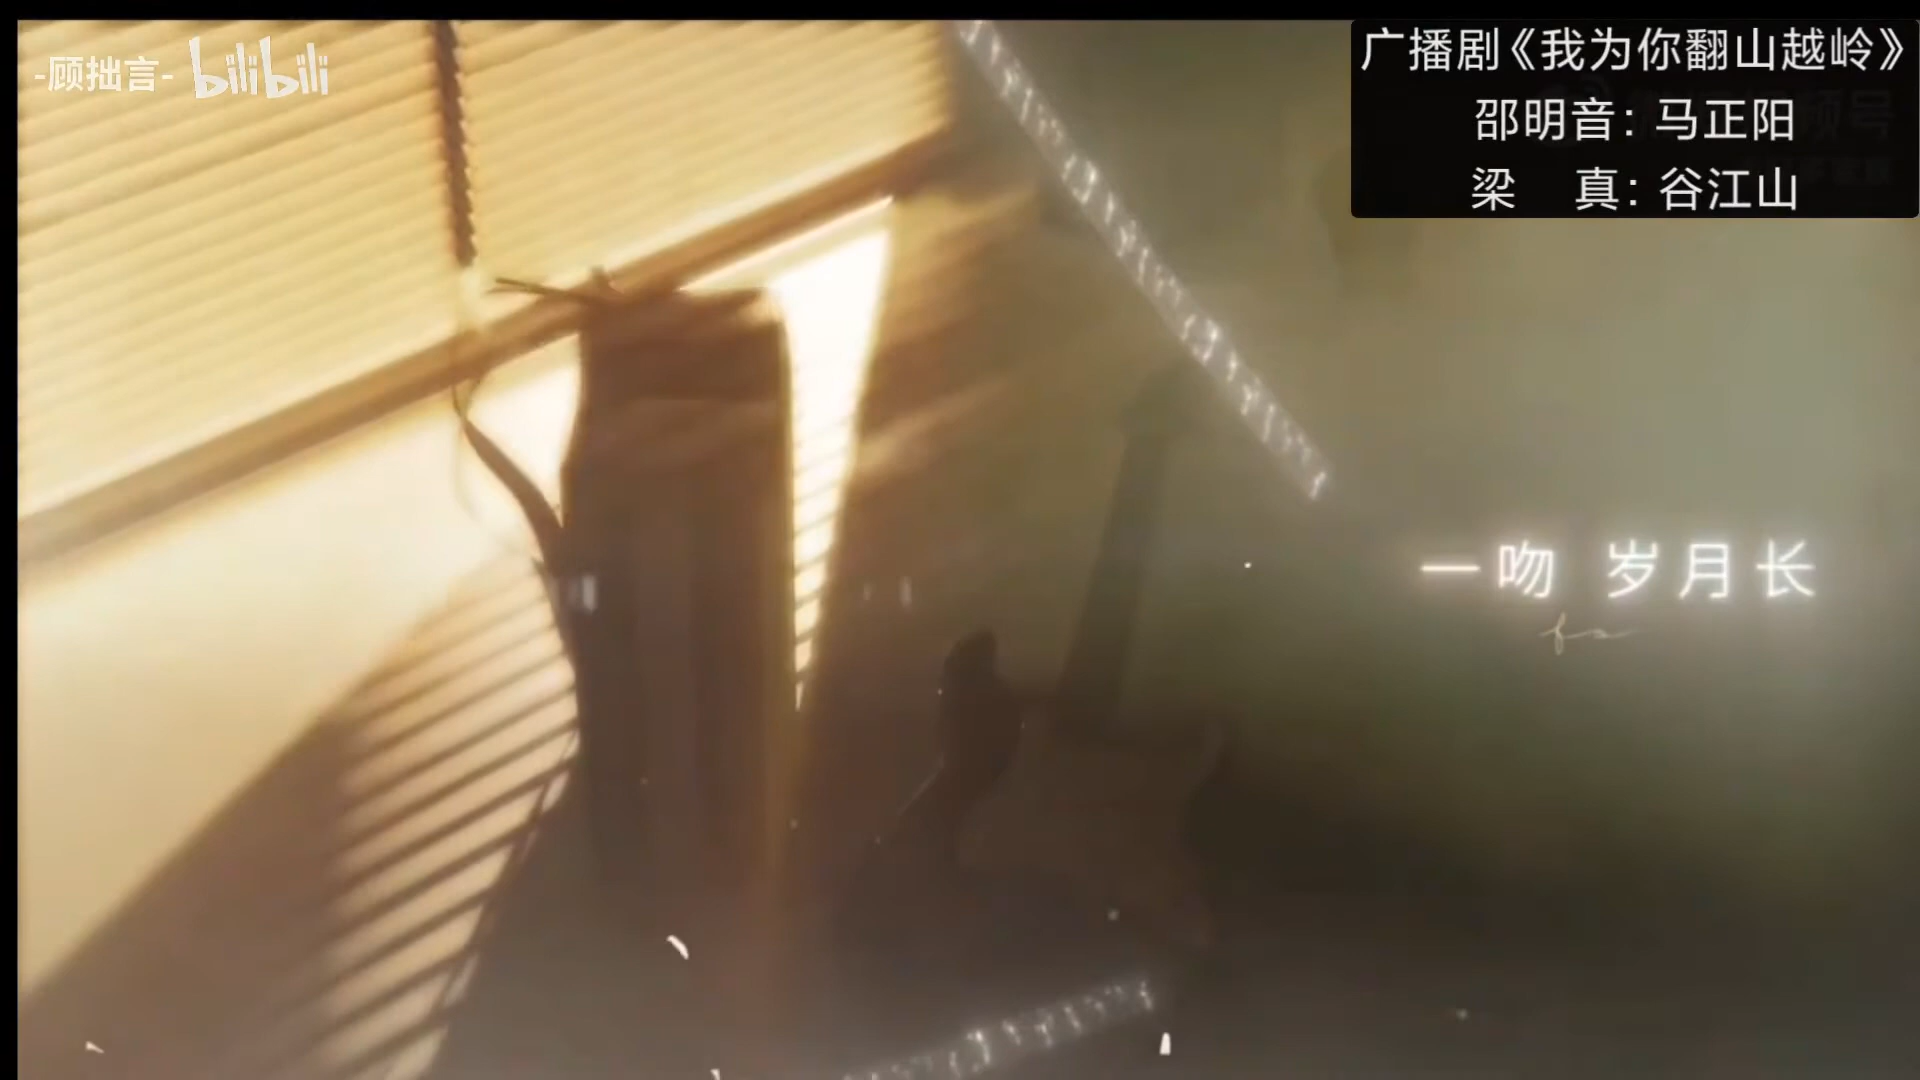 -顾拙言- bilibili
广播剧《我为你翻山越岭》
邵明音：马正阳
梁 真：谷江山
一吻 岁月长